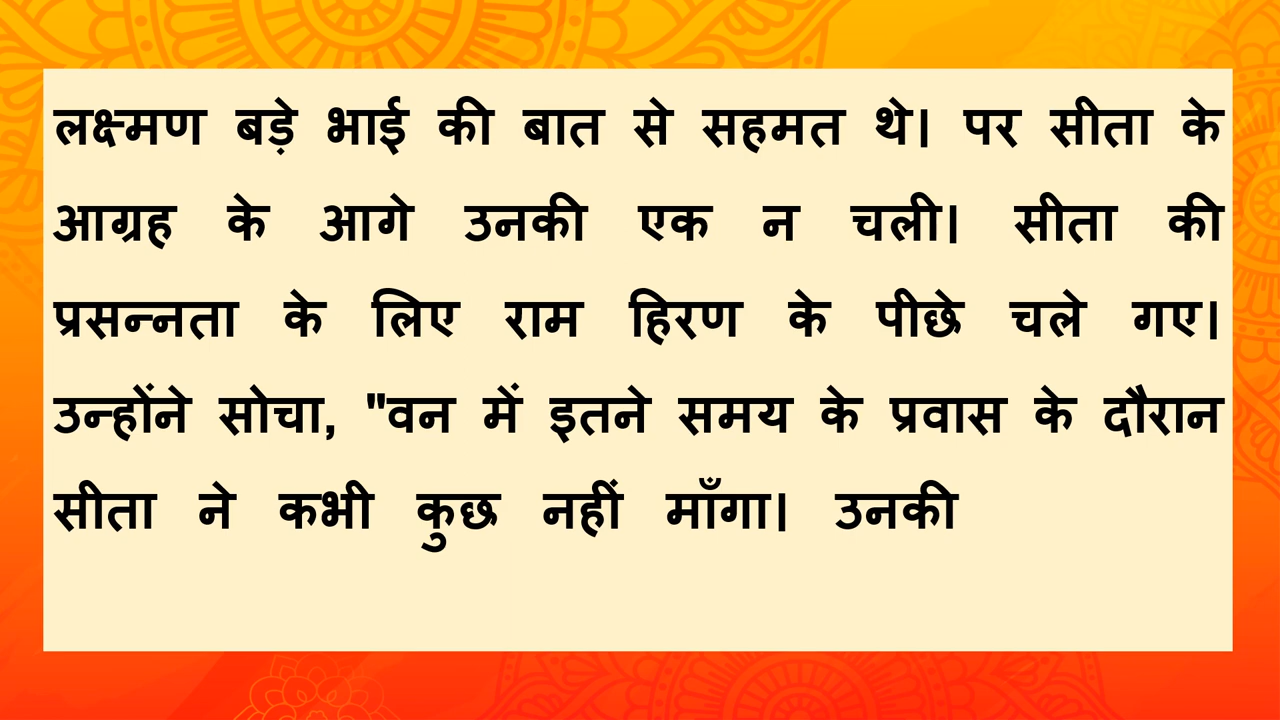 लक्ष्मण बड़े भाई की बात से सहमत थे। पर सीता के
आग्रह के आगे उनकी एक न चली। सीता की
प्रसन्नता के लिए राम हिरण के पीछे चले गए।
उन्होंने सोचा, "वन में इतने समय के प्रवास के दौरान
सीता ने कभी कुछ नहीं माँगा। उनकी